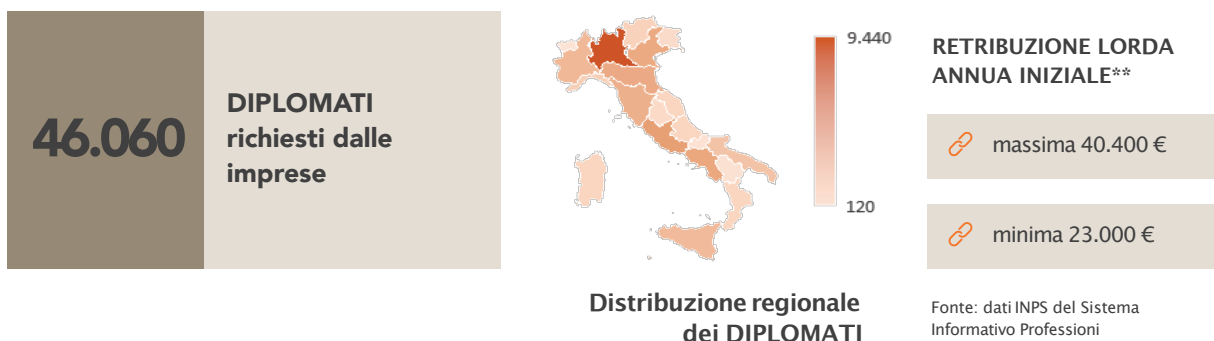 46.060
DIPLOMATI
richiesti dalle
imprese
9.440
120
Distribuzione regionale
dei DIPLOMATI
RETRIBUZIONE LORDA
ANNUA INIZIALE**
massima 40.400 €
minima 23.000 €
Fonte: dati INPS del Sistema
Informativo Professioni